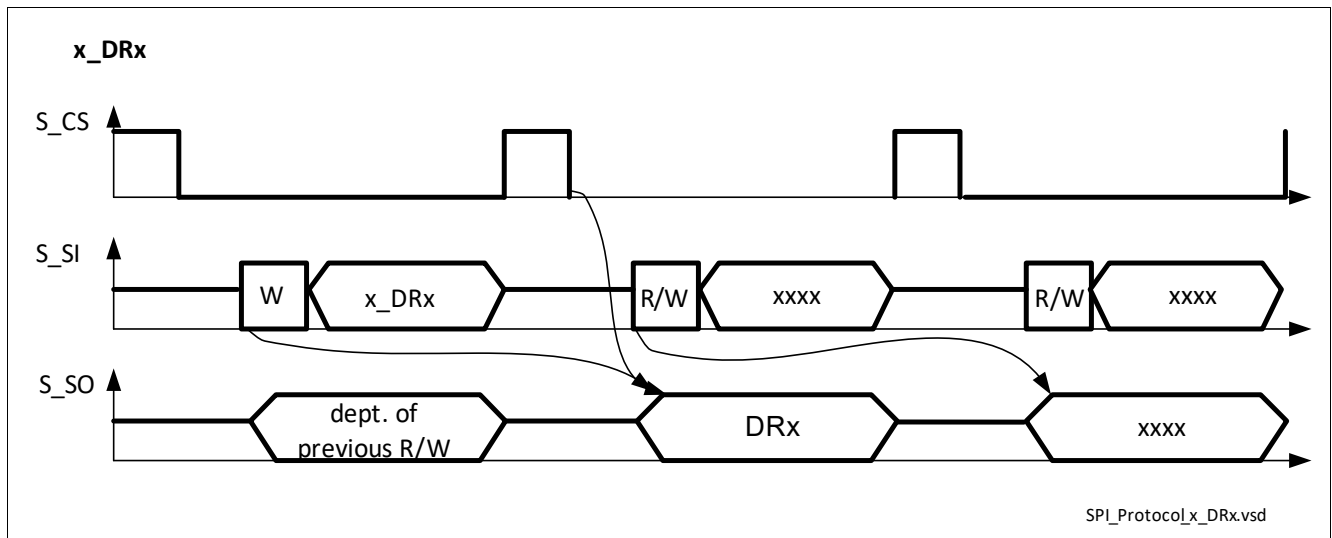 x_DRx
S_CS
S_SI
W
x_DRx
R/W
xxxx
R/W
xxxx
S_SO
dept. of
previous R/W
DRx
xxxx
SPI_Protocol_x_DRx.vsd